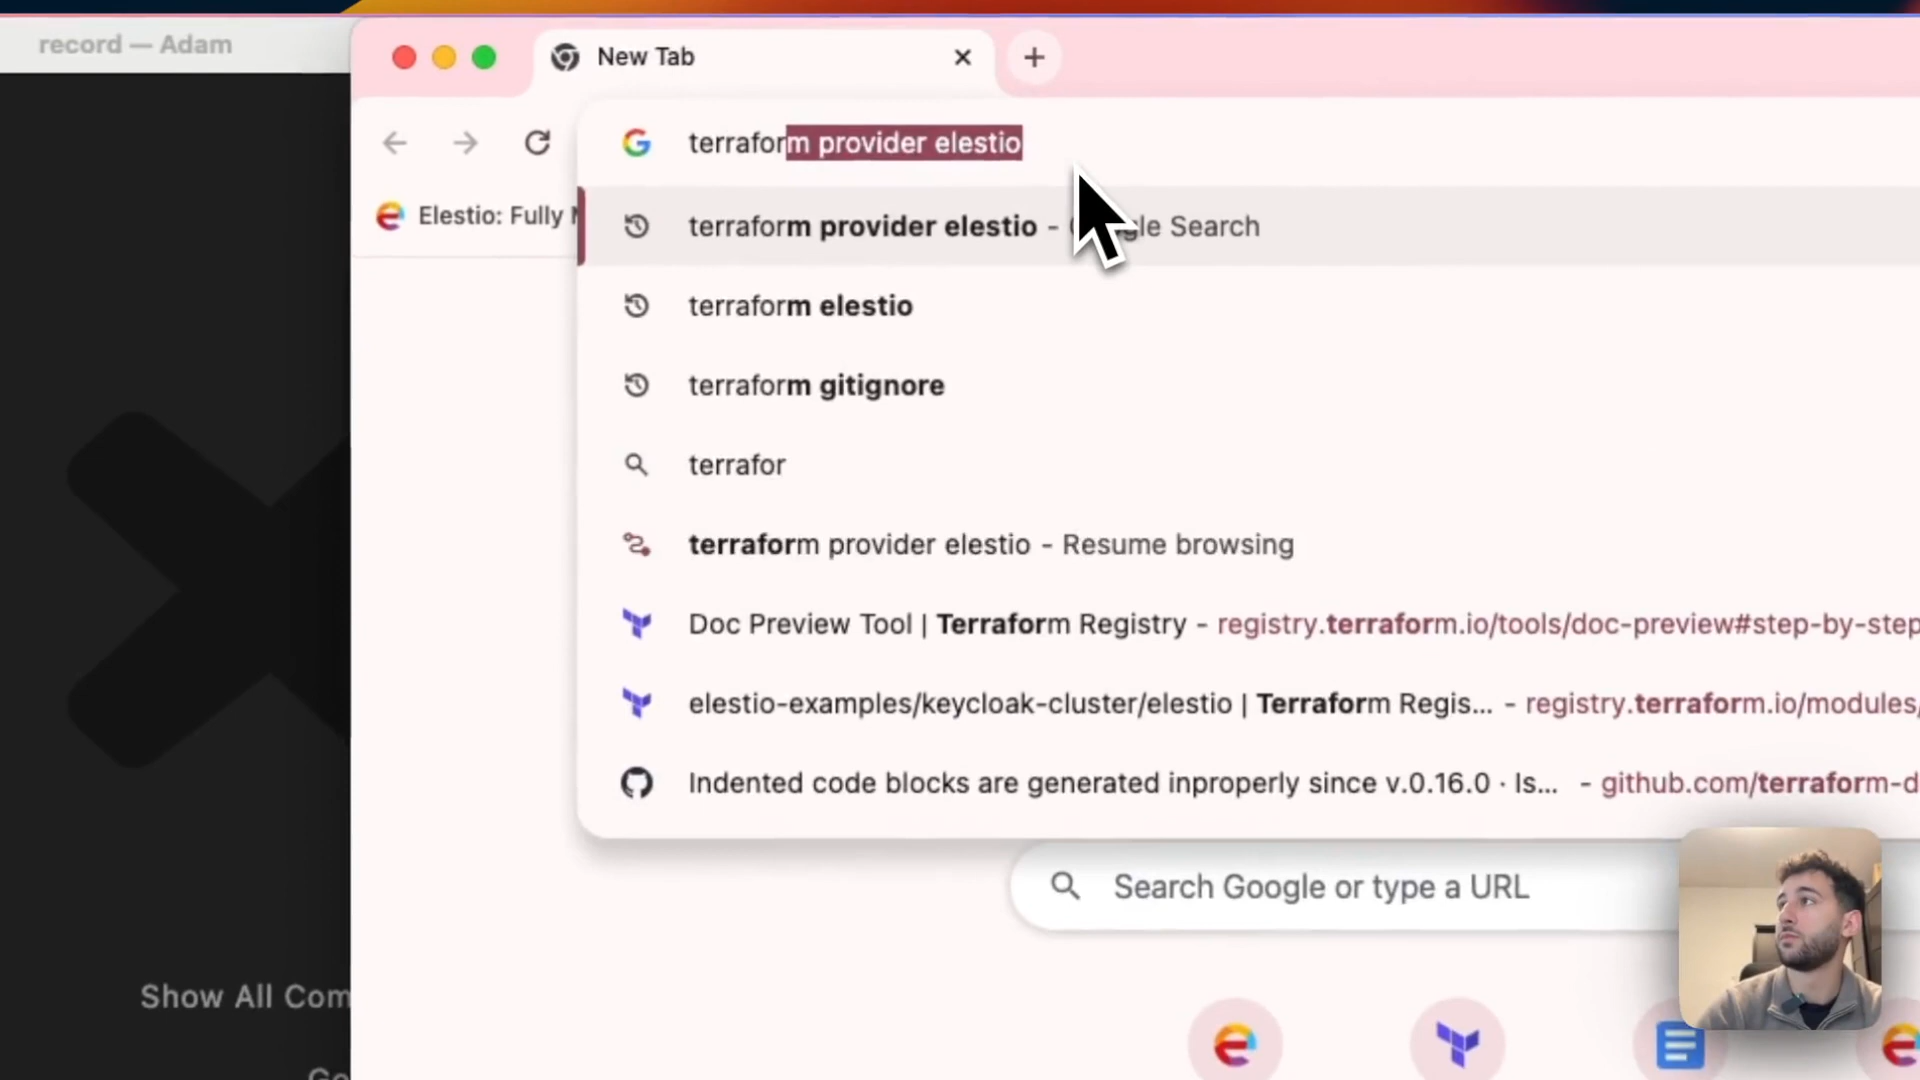 record — Adam
New Tab
terraform provider elestio
Elestio: Fully
terraform provider elestio - Search
terraform elestio
terraform gitignore
terrafor
terraform provider elestio - Resume browsing
Doc Preview Tool | Terraform Registry - registry.terraform.io/tools/doc-preview#step-by-step
elestio-examples/keycloak-cluster/elestio | Terraform Regis... - registry.terraform.io/modules/
Indented code blocks are generated inproperly since v.0.16.0 · Is... - github.com/terraform-d
Search Google or type a URL
Show All Com
Go